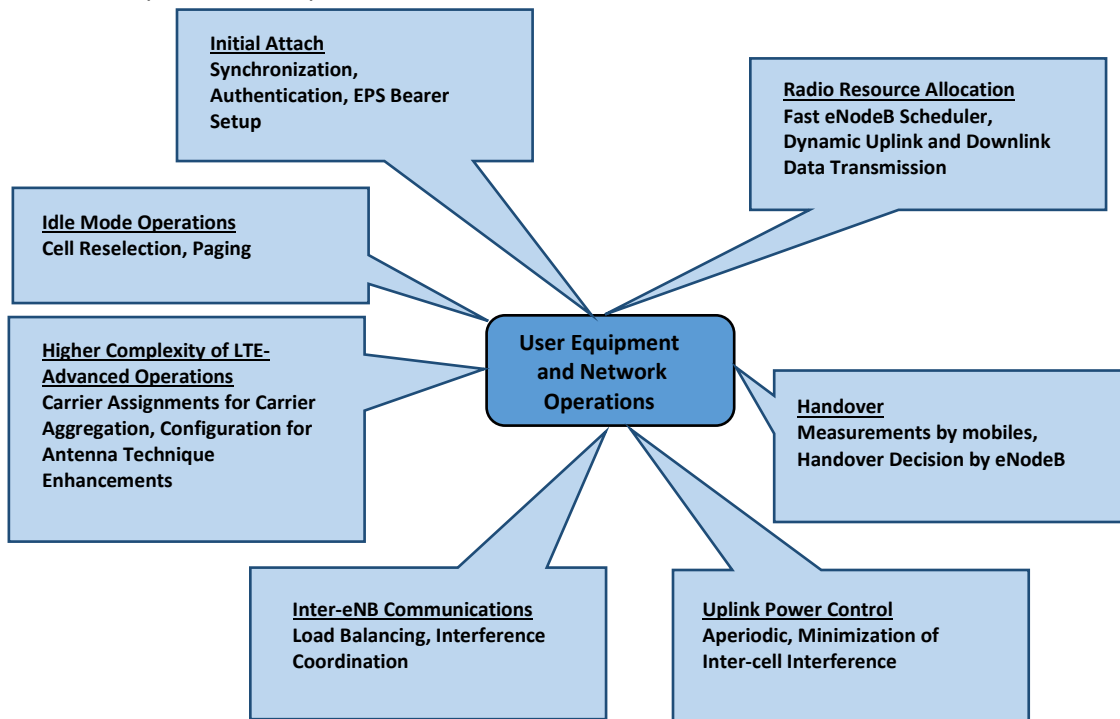 Initial Attach
Synchronization,
Authentication, EPS Bearer
Setup
Radio Resource Allocation
Fast eNodeB Scheduler,
Dynamic Uplink and Downlink
Data Transmission
Idle Mode Operations
Cell Reselection, Paging
User Equipment
and Network
Operations
Higher Complexity of LTE-
Advanced Operations
Carrier Assignments for Carrier
Aggregation, Configuration for
Antenna Technique
Enhancements
Handover
Measurements by mobiles,
Handover Decision by eNodeB
Inter-eNB Communications
Load Balancing, Interference
Coordination
Uplink Power Control
Aperiodic, Minimization of
Inter-cell Interference